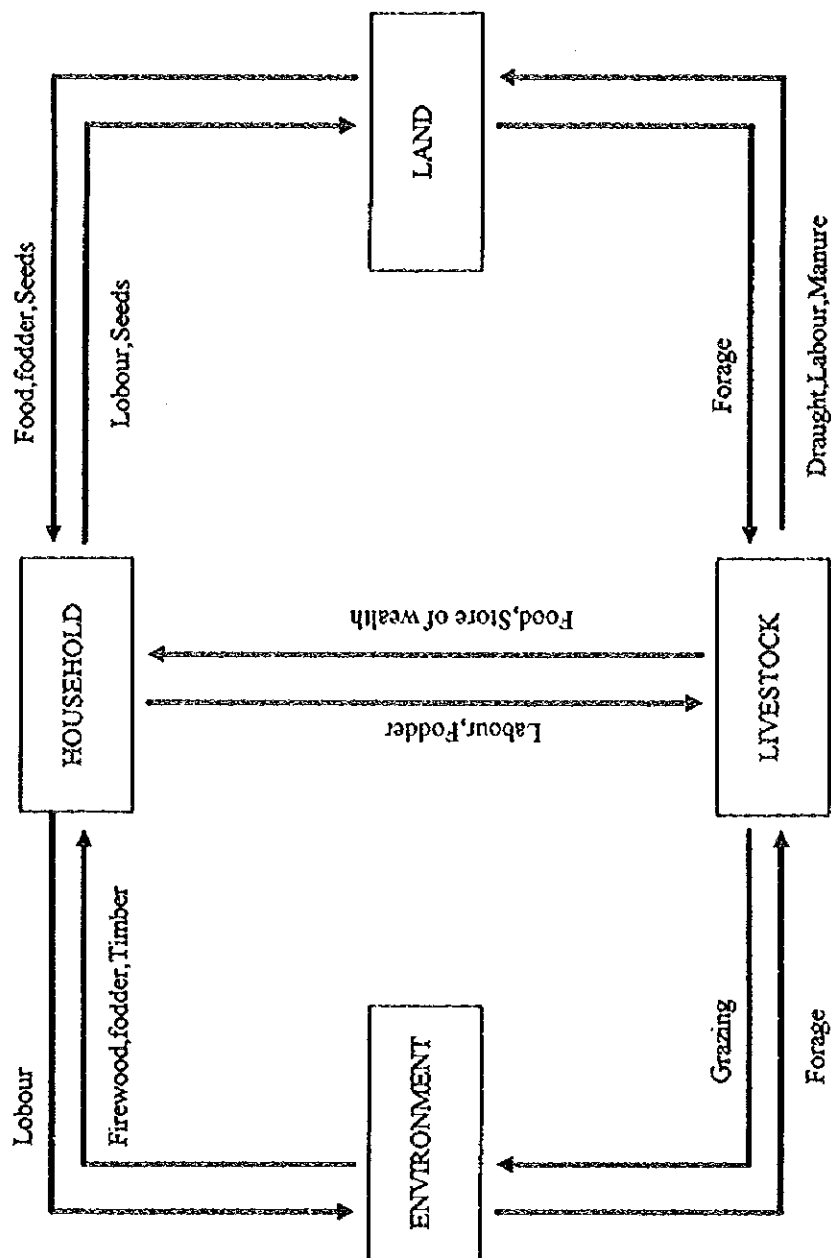 Lobour
Firewood,fodder,Timber
Food,fodder,Seeds
Lobour,Seeds
HOUSEHOLD
ENVIRONMENT
Labour,Fodder
Food,Store of wealth
LAND
Grazing
Forage
LIVESTOCK
Forage
Draught,Labour,Manure